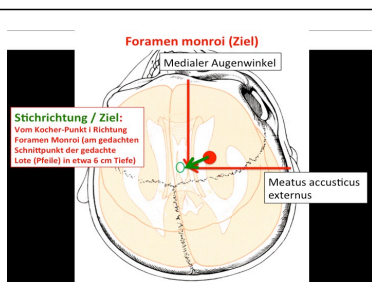 Foramen monroi (Ziel)
Medialer Augenwinkel
Stichrichtung / Ziel:
Vom Kocher-Punkt i Richtung
Foramen Monroi (am gedachten
Schnittpunkt der gedachte
Lote (Pfeile) in etwa 6 cm Tiefe)
Meatus accusticus
externus